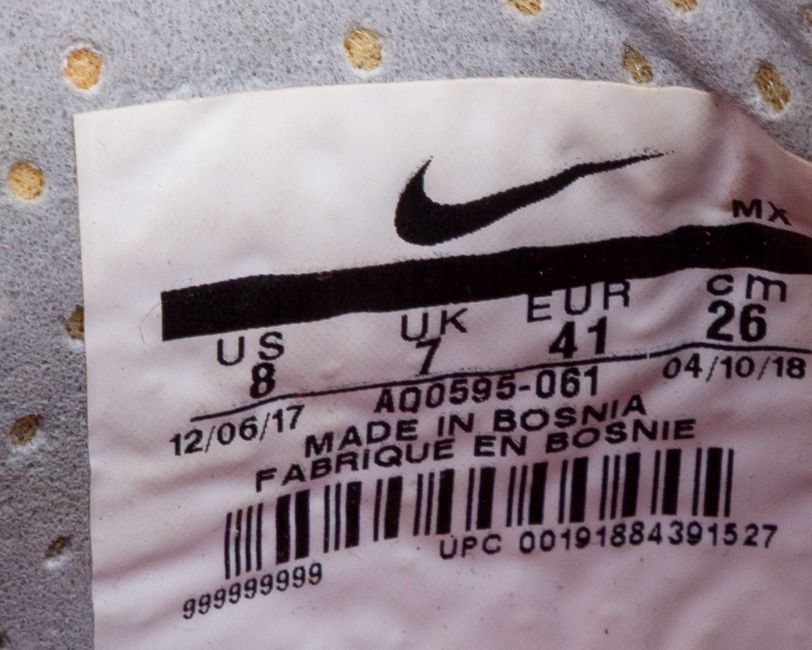 MX
US UK EUR cm
8 7 41 26
12/06/17 AQ0595-061 04/10/18
MADE IN BOSNIA
FABRIQUE EN BOSNIE
UPC 00191884391527
999999999